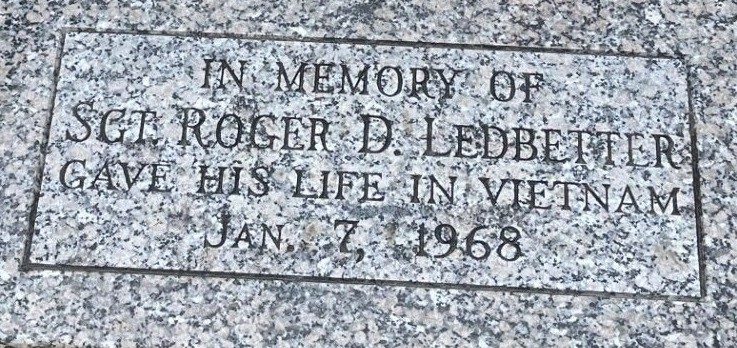 IN MEMORY OF
SGT. ROGER D. LEDBETTER
GAVE HIS LIFE IN VIETNAM
JAN. 7, 1968